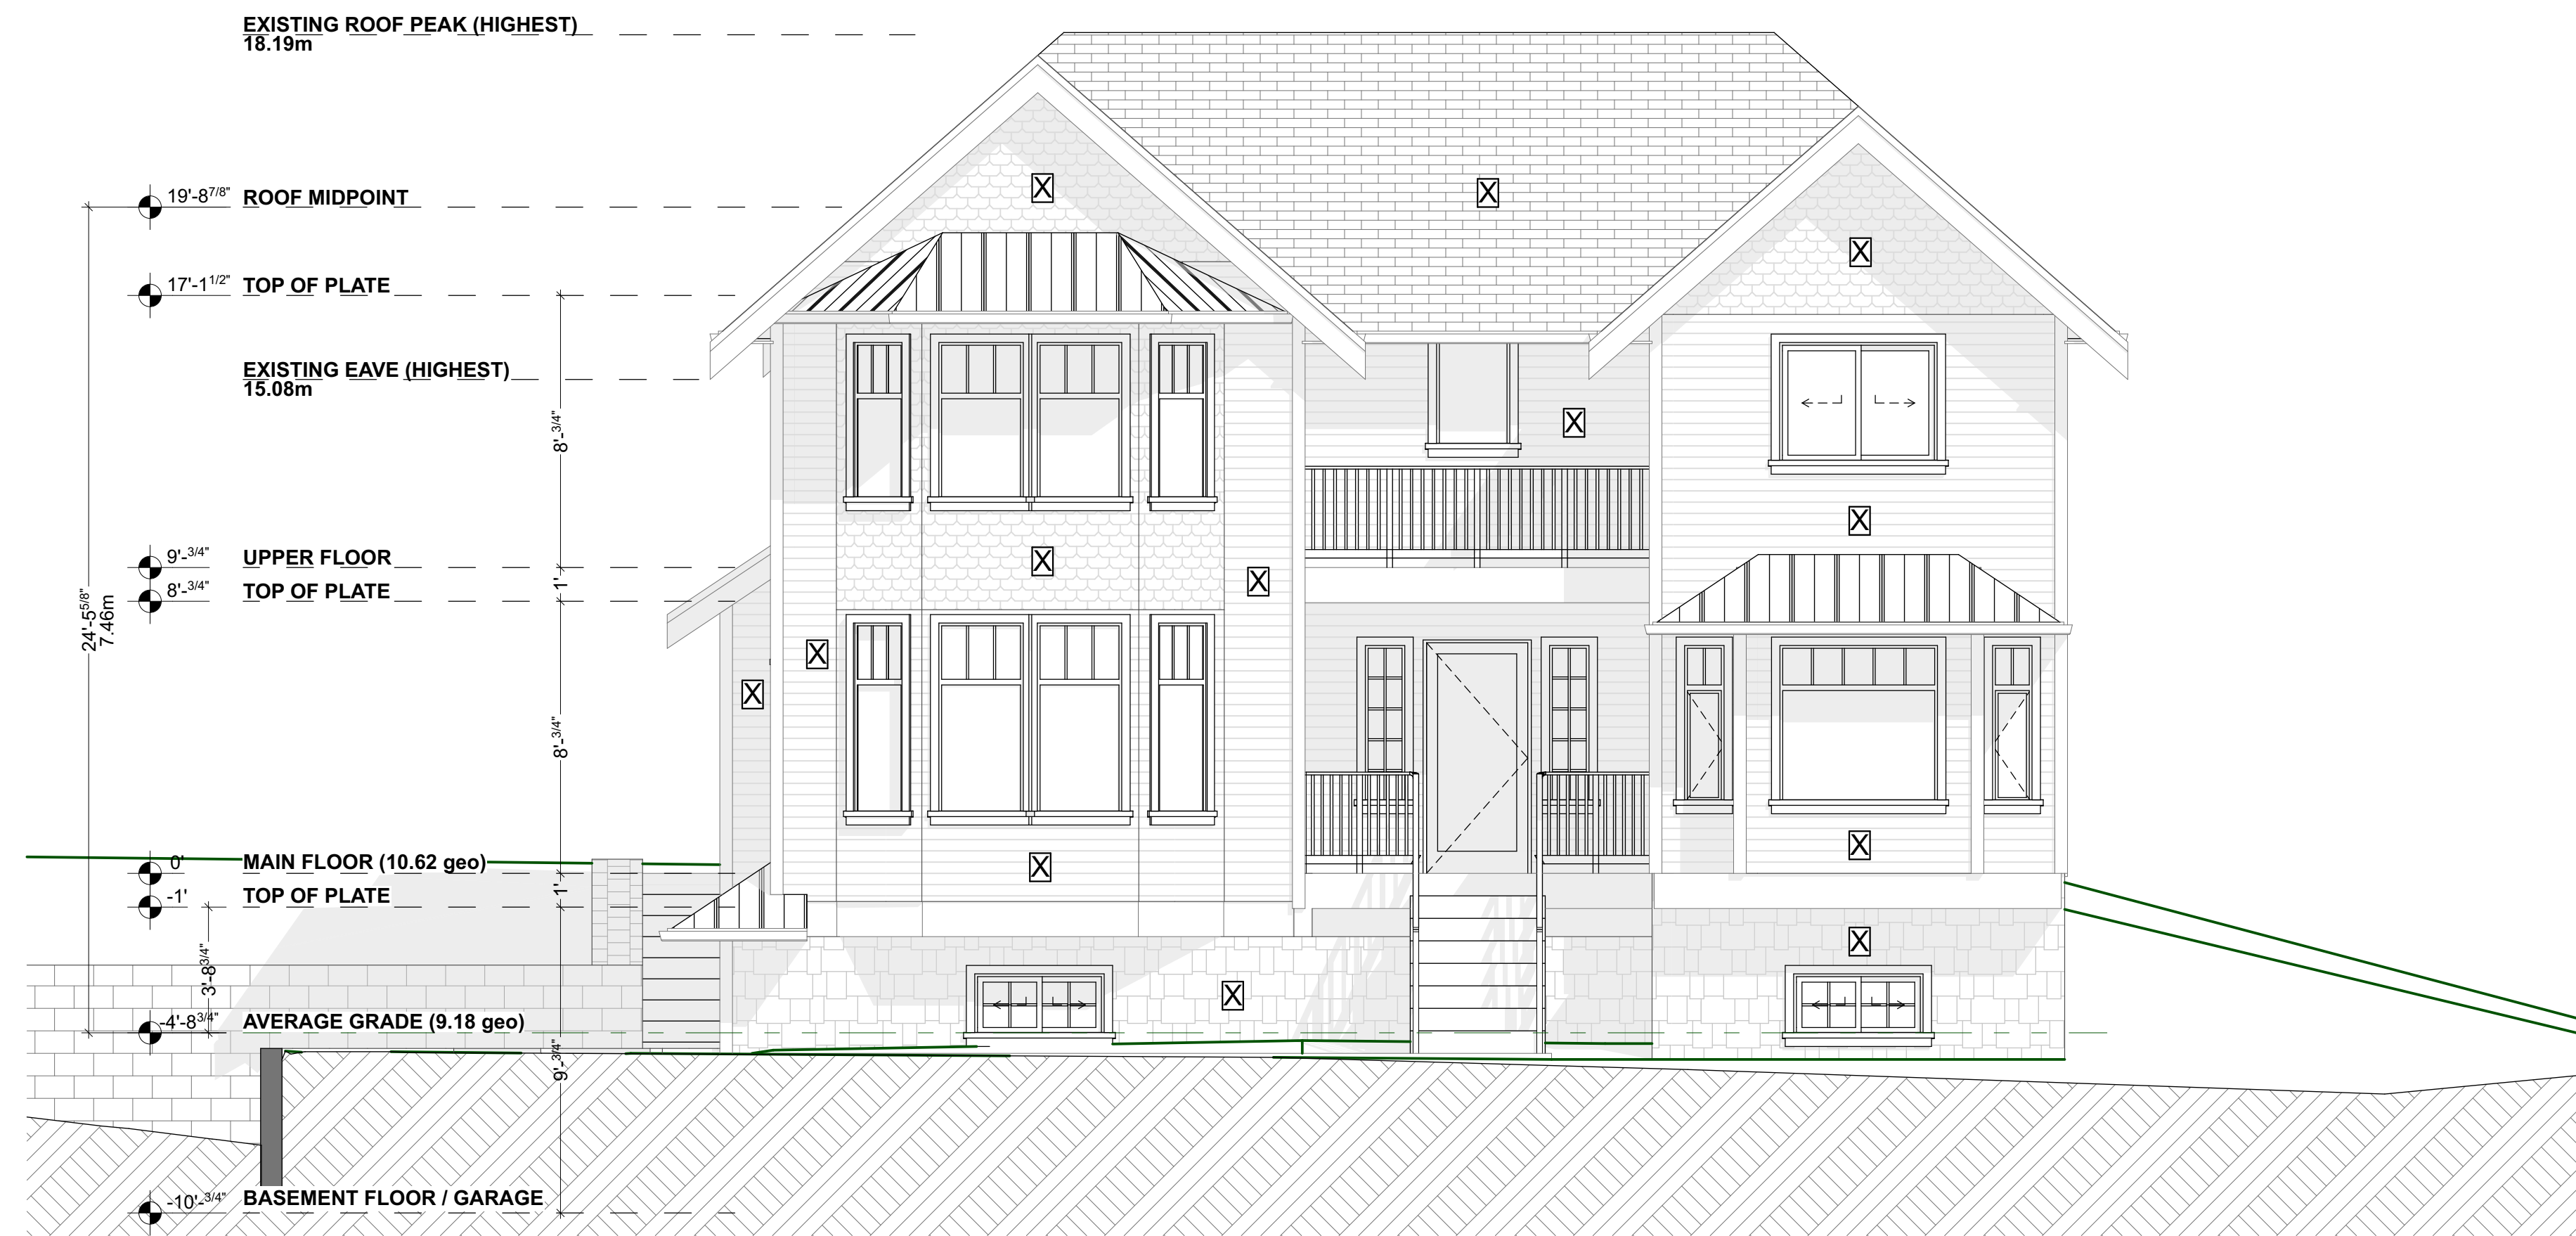 EXISTING ROOF PEAK (HIGHEST)
18.19m
19'-8 7/8" ROOF MIDPOINT
17'-1 1/2" TOP OF PLATE
EXISTING EAVE (HIGHEST)
15.08m
8'-3/4"
9'-3/4" UPPER FLOOR
1'
8'-3/4" TOP OF PLATE
24'-5 5/8"
7.46m
8'-3/4"
0' MAIN FLOOR (10.62 geo)
1'
-1' TOP OF PLATE
3'-8 3/4"
-4'-8 3/4" AVERAGE GRADE (9.18 geo)
9'-3/4"
-10'-3/4" BASEMENT FLOOR / GARAGE
X
X
X
X
X
X
X
X
X
X
X
X
X